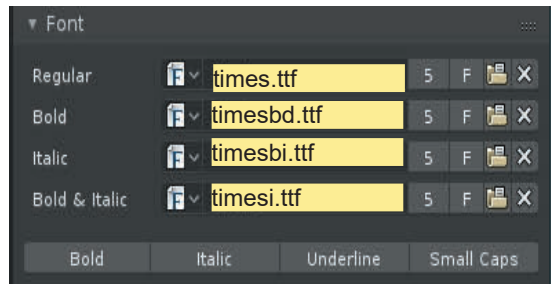 Font
Regular F times.ttf 5 F
Bold F timesbd.ttf 5 F
Italic F timesbi.ttf 5 F
Bold & Italic F timesi.ttf 5 F
Bold Italic Underline Small Caps